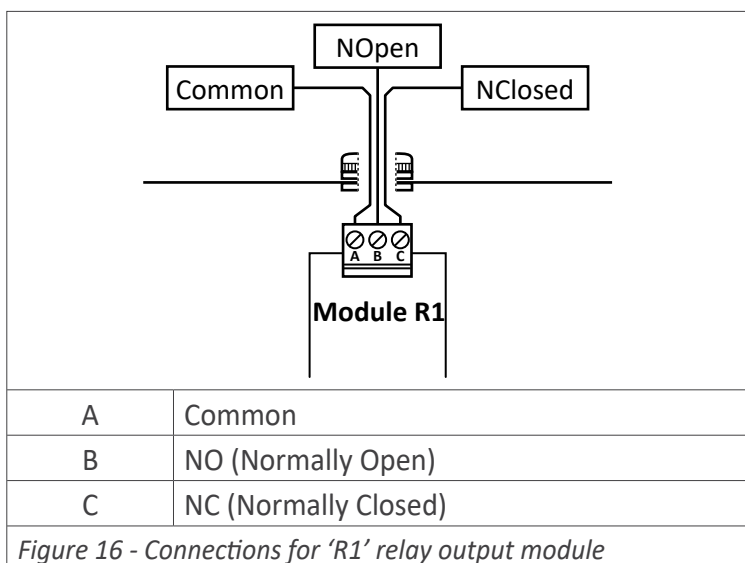 NOpen
Common
NClosed
A B C
Module R1
A Common
B NO (Normally Open)
C NC (Normally Closed)
Figure 16 - Connections for ‘R1’ relay output module